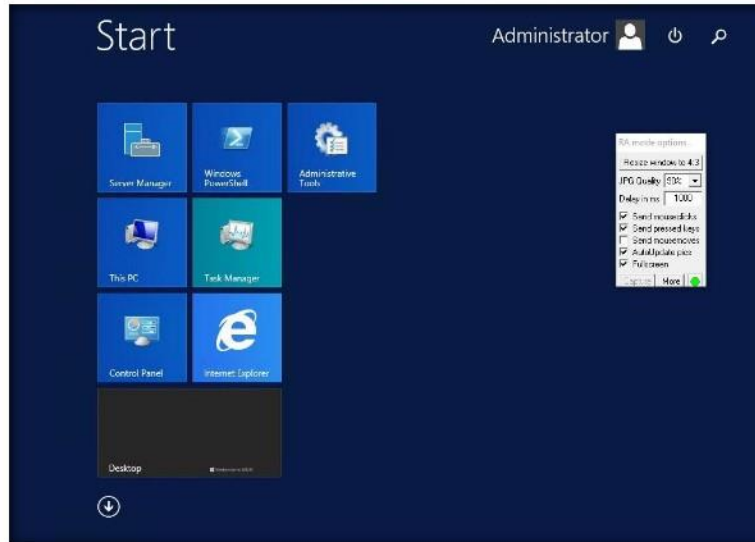 Start
Administrator
Server Manager
Windows
PowerShell
Administrative
Tools
This PC
Task Manager
Control Panel
Internet Explorer
Desktop
RA mode options...
Resize window to 4:3
JPG Quality 90%
Delay in ms 1000
Send mouseclicks
Send pressed keys
Send mousemoves
AutoUpdate pics
Fullscreen
Capture More